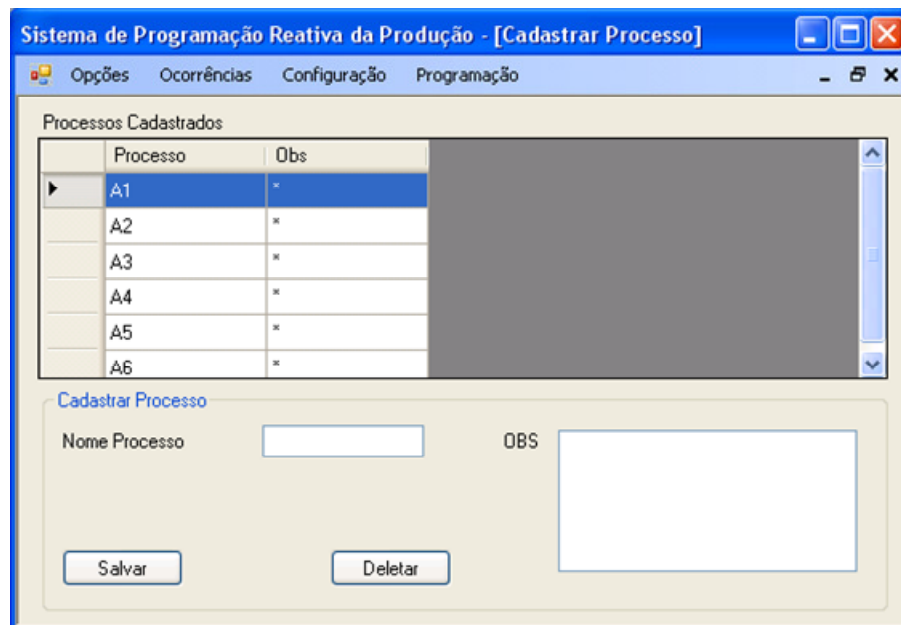 Sistema de Programação Reativa da Produção - [Cadastrar Processo]
Opções Ocorrências Configuração Programação
Processos Cadastrados
Processo Obs
A1 *
A2 *
A3 *
A4 *
A5 *
A6 *
Cadastrar Processo
Nome Processo OBS
Salvar Deletar